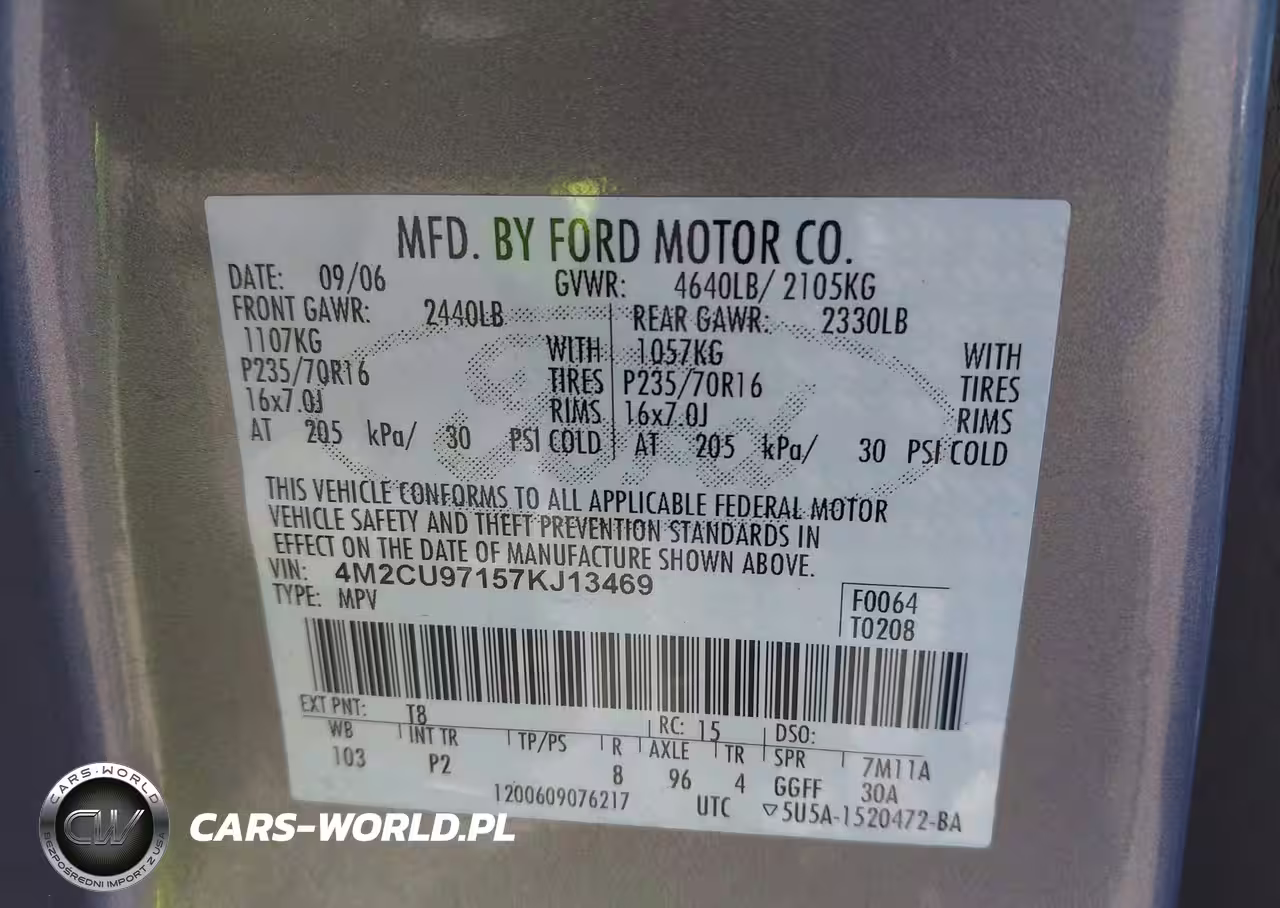 MFD. BY FORD MOTOR CO.
DATE: 09/06 GVWR: 4640LB/ 2105KG
FRONT GAWR: 2440LB REAR GAWR: 2330LB
1107KG WITH 1057KG WITH
P235/70R16 TIRES P235/70R16 TIRES
16x7.0J RIMS 16x7.0J RIMS
AT 205 kPa/ 30 PSI COLD AT 205 kPa/ 30 PSI COLD
THIS VEHICLE CONFORMS TO ALL APPLICABLE FEDERAL MOTOR
VEHICLE SAFETY AND THEFT PREVENTION STANDARDS IN
EFFECT ON THE DATE OF MANUFACTURE SHOWN ABOVE.
VIN: 4M2CU97157KJ13469
TYPE: MPV
F0064
T0208
EXT PNT: T8 RC: 15 DSO:
WB INT TR TP/PS R AXLE TR SPR 7M11A
103 P2 8 96 4 GGFF 30A
1200609076217 UTC ▽5U5A-1520472-BA
Ford
CARS-WORLD
CW
BEZPOŚREDNI IMPORT Z USA
CARS-WORLD.PL